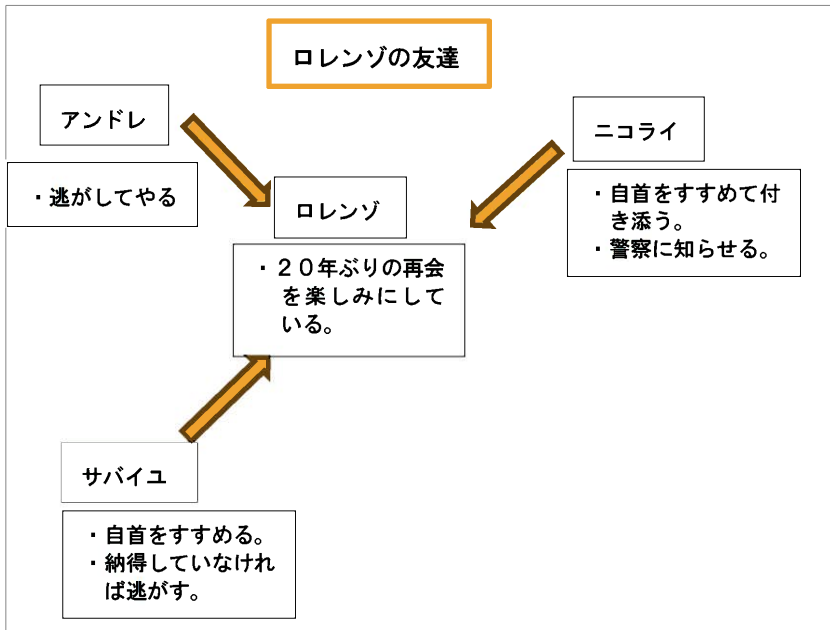 ロレンゾの友達
アンドレ
・逃がしてやる
ニコライ
・自首をすすめて付
き添う。
・警察に知らせる。
ロレンゾ
・２０年ぶりの再会
を楽しみにして
いる。
サバイユ
・自首をすすめる。
・納得していなけれ
ば逃がす。